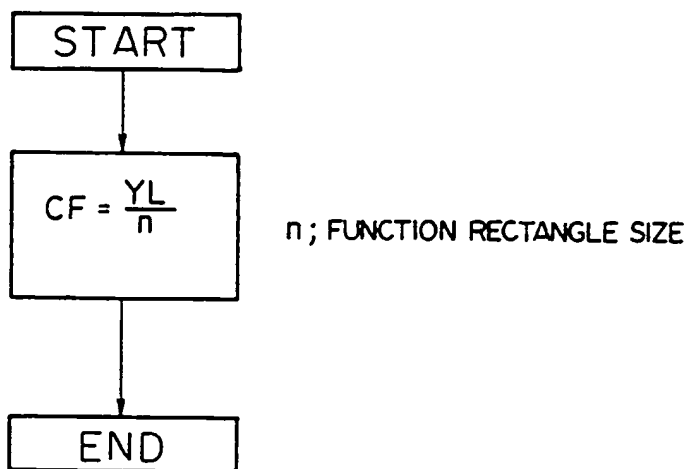 START
CF = YL/n
n; FUNCTION RECTANGLE SIZE
END